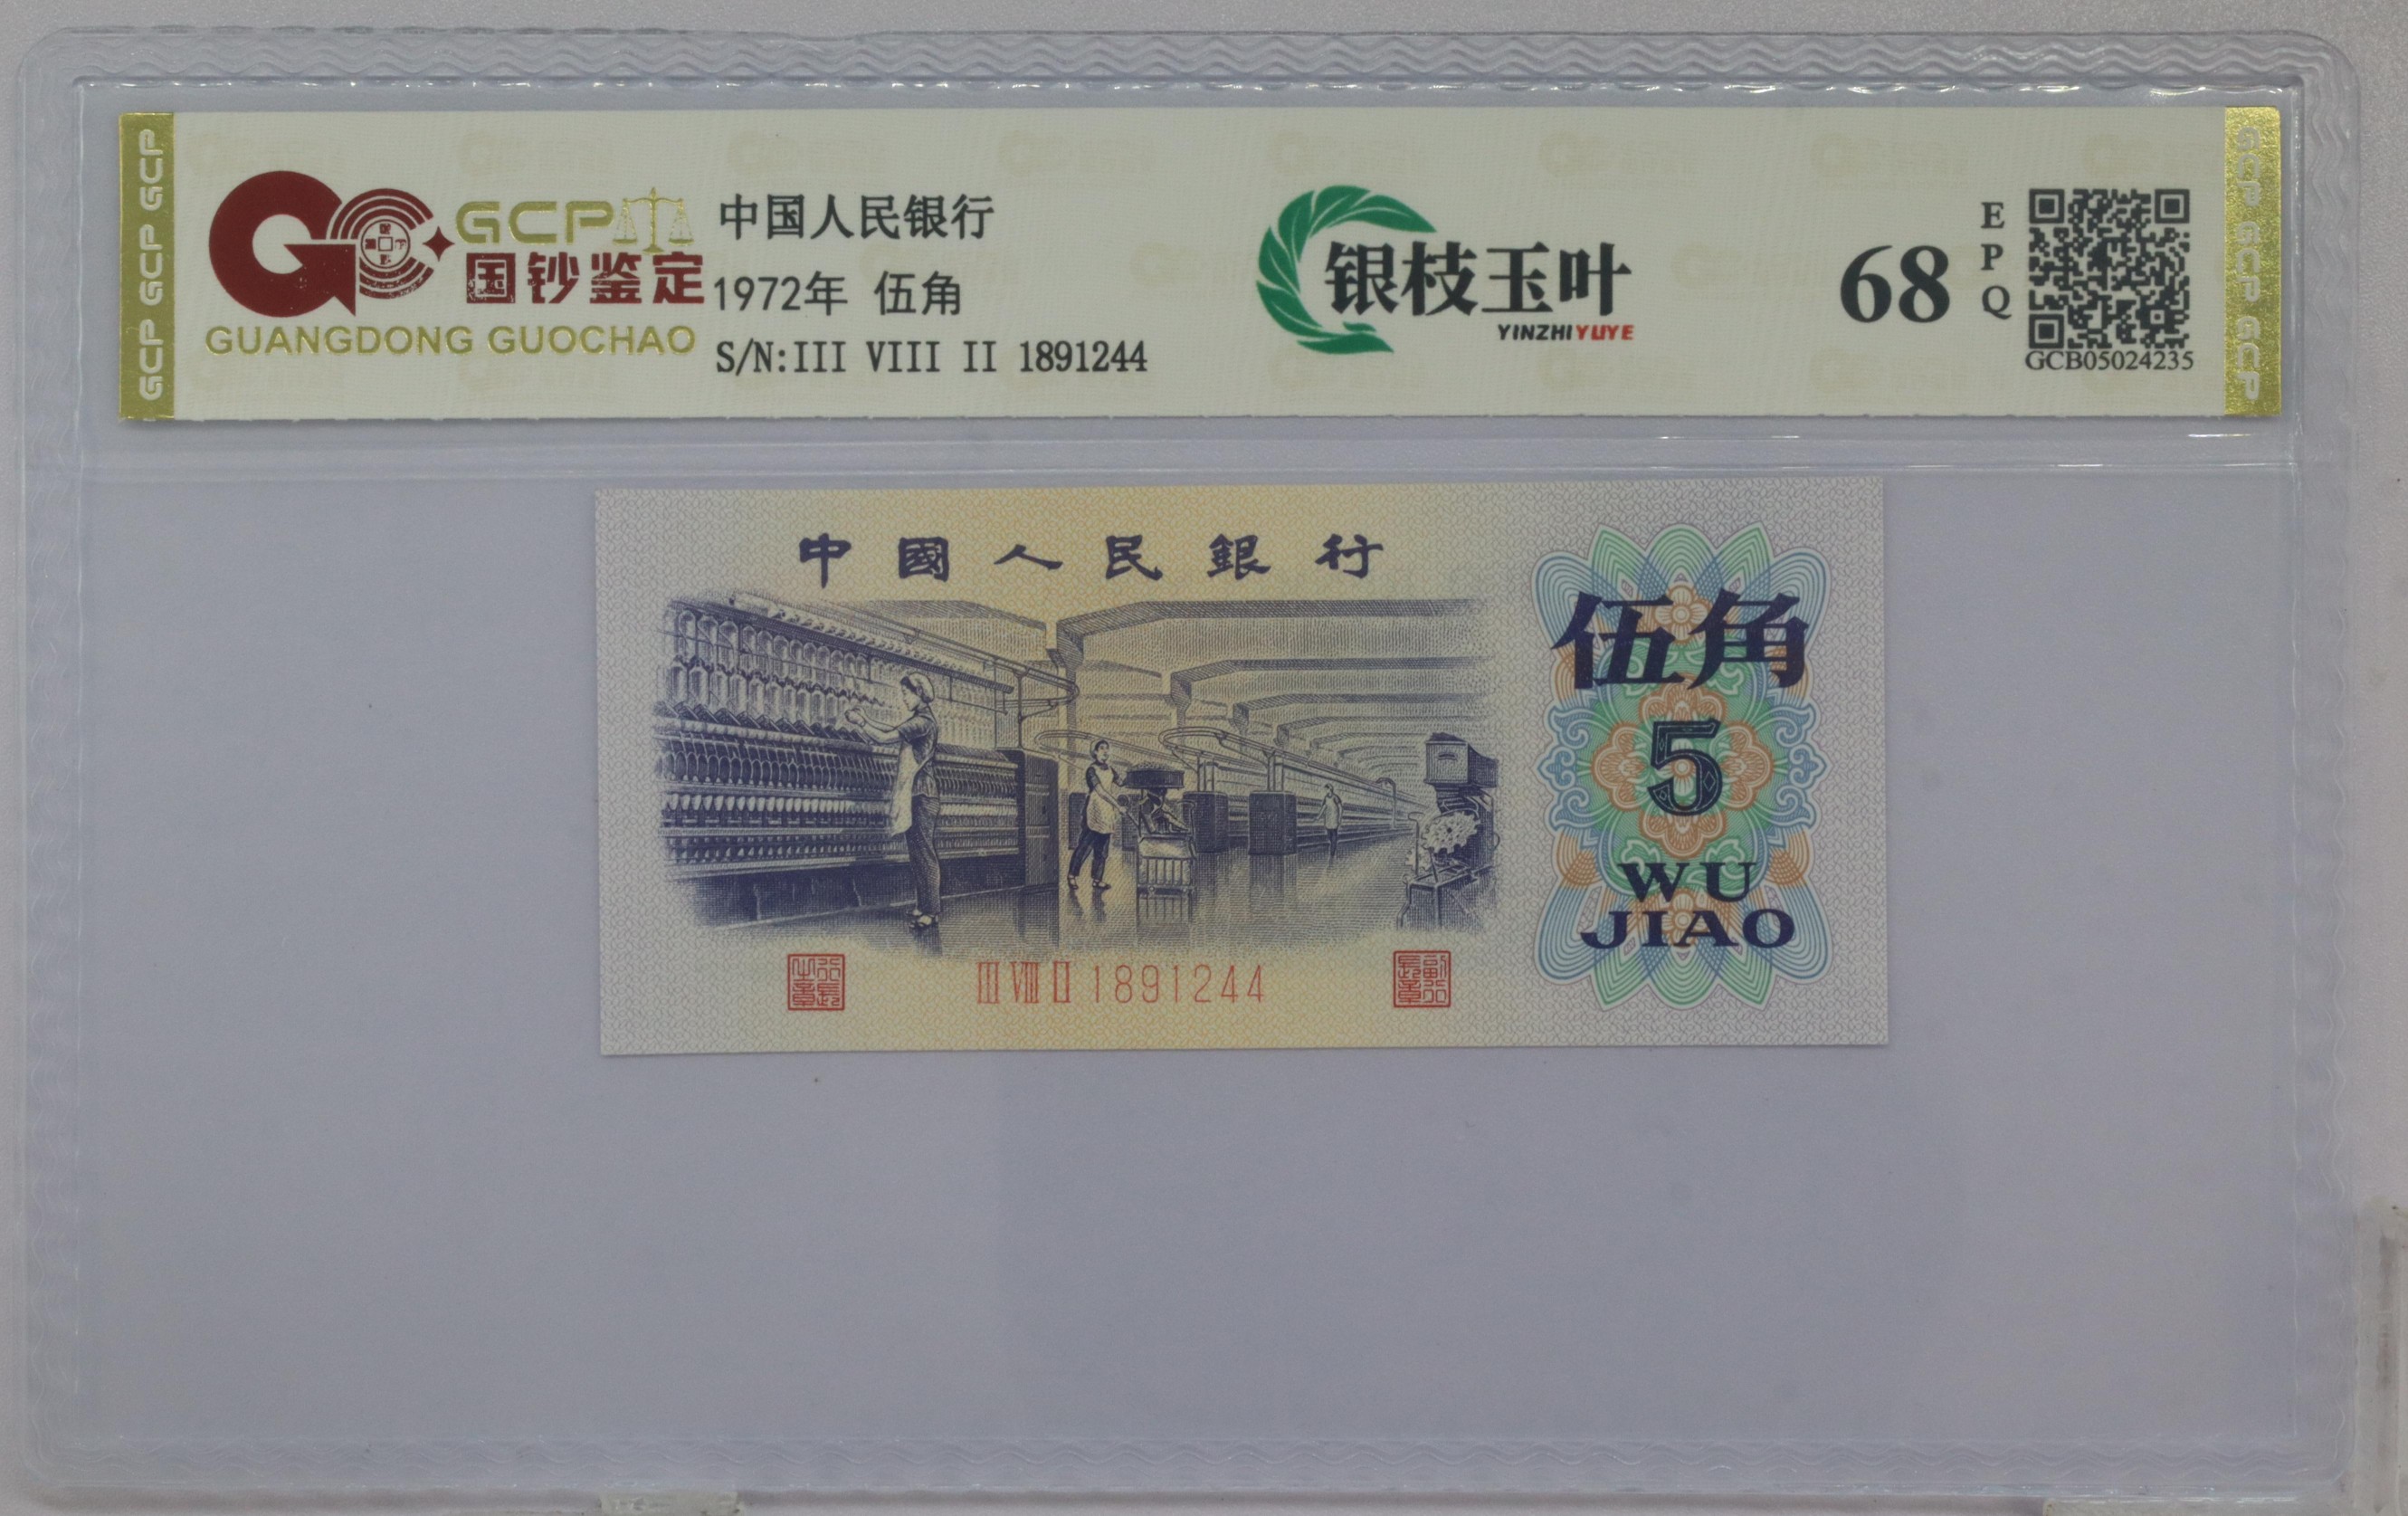 GCP GCP GCP
GCP
国钞鉴定
GUANGDONG GUOCHAO
中国人民银行
1972年 伍角
S/N:III VIII II 1891244
银枝玉叶
YINZHIYUYE
68
EPQ
GCB05024235
GCP GCP GCP
中國人民銀行
伍角
5
WU
JIAO
III VIII II 1891244